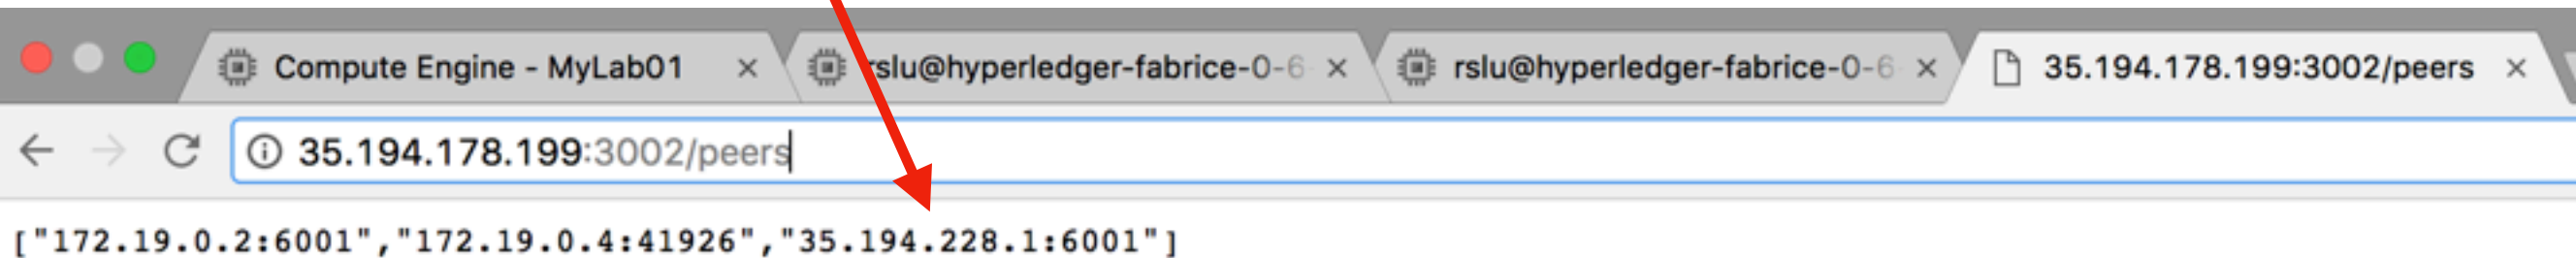 Compute Engine - MyLab01
rslu@hyperledger-fabrice-0-6
rslu@hyperledger-fabrice-0-6
35.194.178.199:3002/peers
35.194.178.199:3002/peers
["172.19.0.2:6001","172.19.0.4:41926","35.194.228.1:6001"]